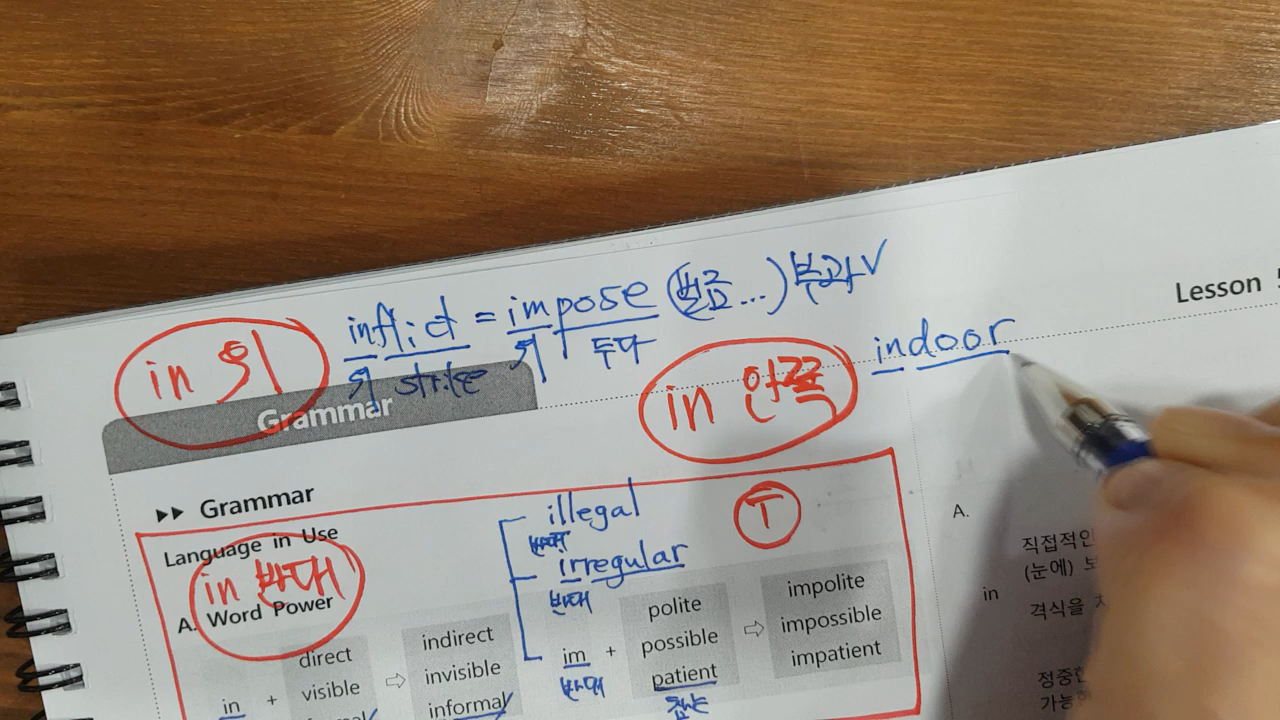 inflict = impose (벌금...) 부과V
위 strike 위 두다
in 위
in 안쪽
indoor
Lesson 5
Grammar
▸▸ Grammar
Language in Use
in 반대
A. Word Power
illegal
반대
irregular
반대
T
in + direct
visible
indirect
invisible
informal
im + polite
possible
patient
반대
참는
impolite
impossible
impatient
A.
직접적인
(눈에)
in
격식을
정중한